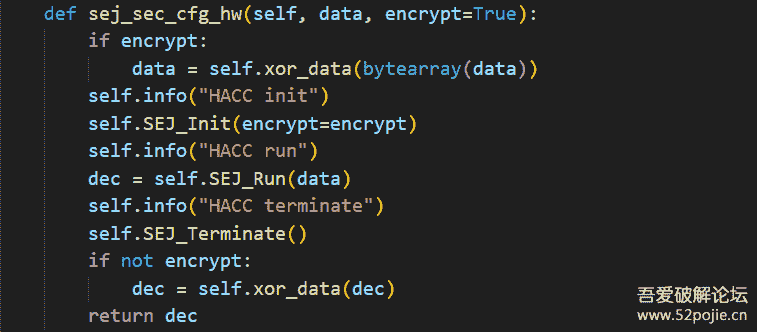 def sej_sec_cfg_hw(self, data, encrypt=True):
    if encrypt:
        data = self.xor_data(bytearray(data))
    self.info("HACC init")
    self.SEJ_Init(encrypt=encrypt)
    self.info("HACC run")
    dec = self.SEJ_Run(data)
    self.info("HACC terminate")
    self.SEJ_Terminate()
    if not encrypt:
        dec = self.xor_data(dec)
    return dec
吾爱破解论坛
www.52pojie.cn